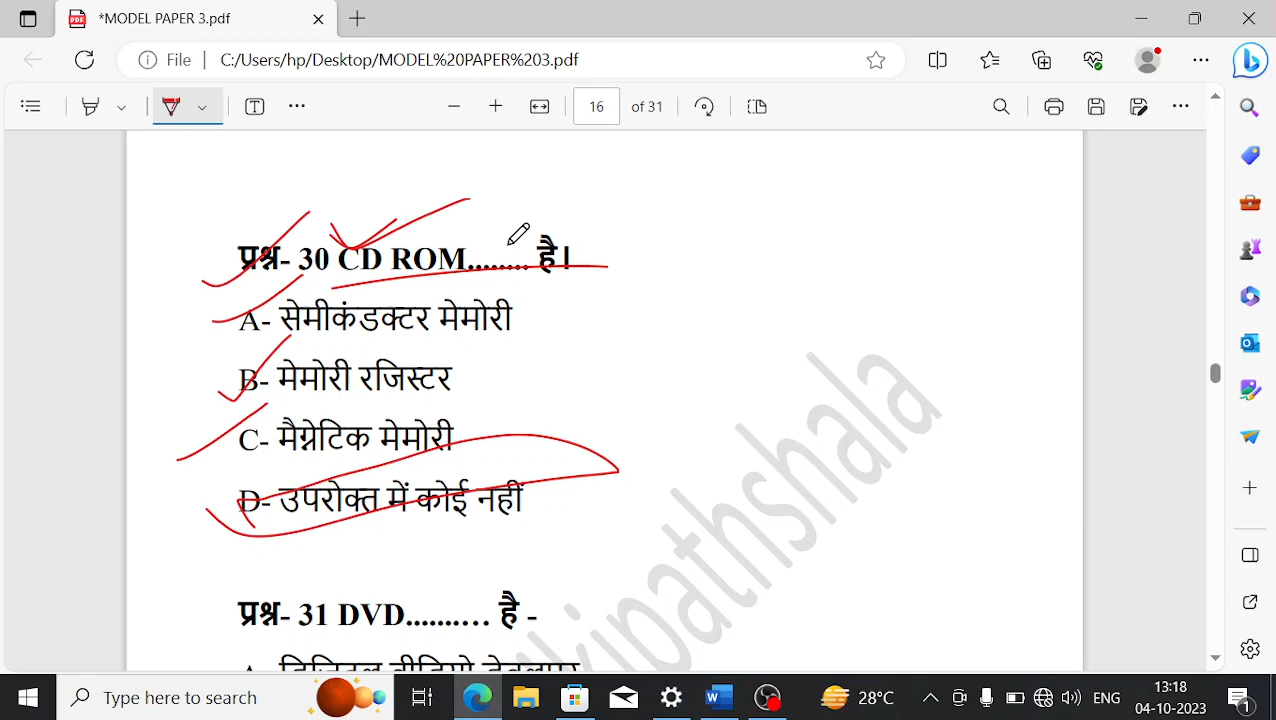 *MODEL PAPER 3.pdf
File
C:/Users/hp/Desktop/MODEL%20PAPER%203.pdf
16 of 31
प्रश्न- 30 CD ROM........ है।
A- सेमीकंडक्टर मेमोरी
B- मेमोरी रजिस्टर
C- मैग्नेटिक मेमोरी
D- उपरोक्त में कोई नहीं
प्रश्न- 31 DVD.......... है -
kipathshala
Type here to search
28°C
ENG
13:18
04-10-2023
1